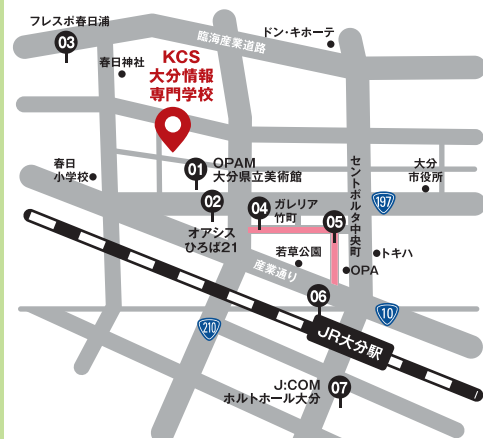 フレスポ春日浦
03
臨海産業道路
ドン・キホーテ
春日神社
KCS
大分情報
専門学校
春日
小学校
01
OPAM
大分県立美術館
セントポルタ中央町
大分
市役所
197
02
オアシス
ひろば21
04
ガレリア
竹町
05
若草公園
トキハ
産業通り
OPA
06
10
210
JR大分駅
J:COM
ホルトホール大分
07